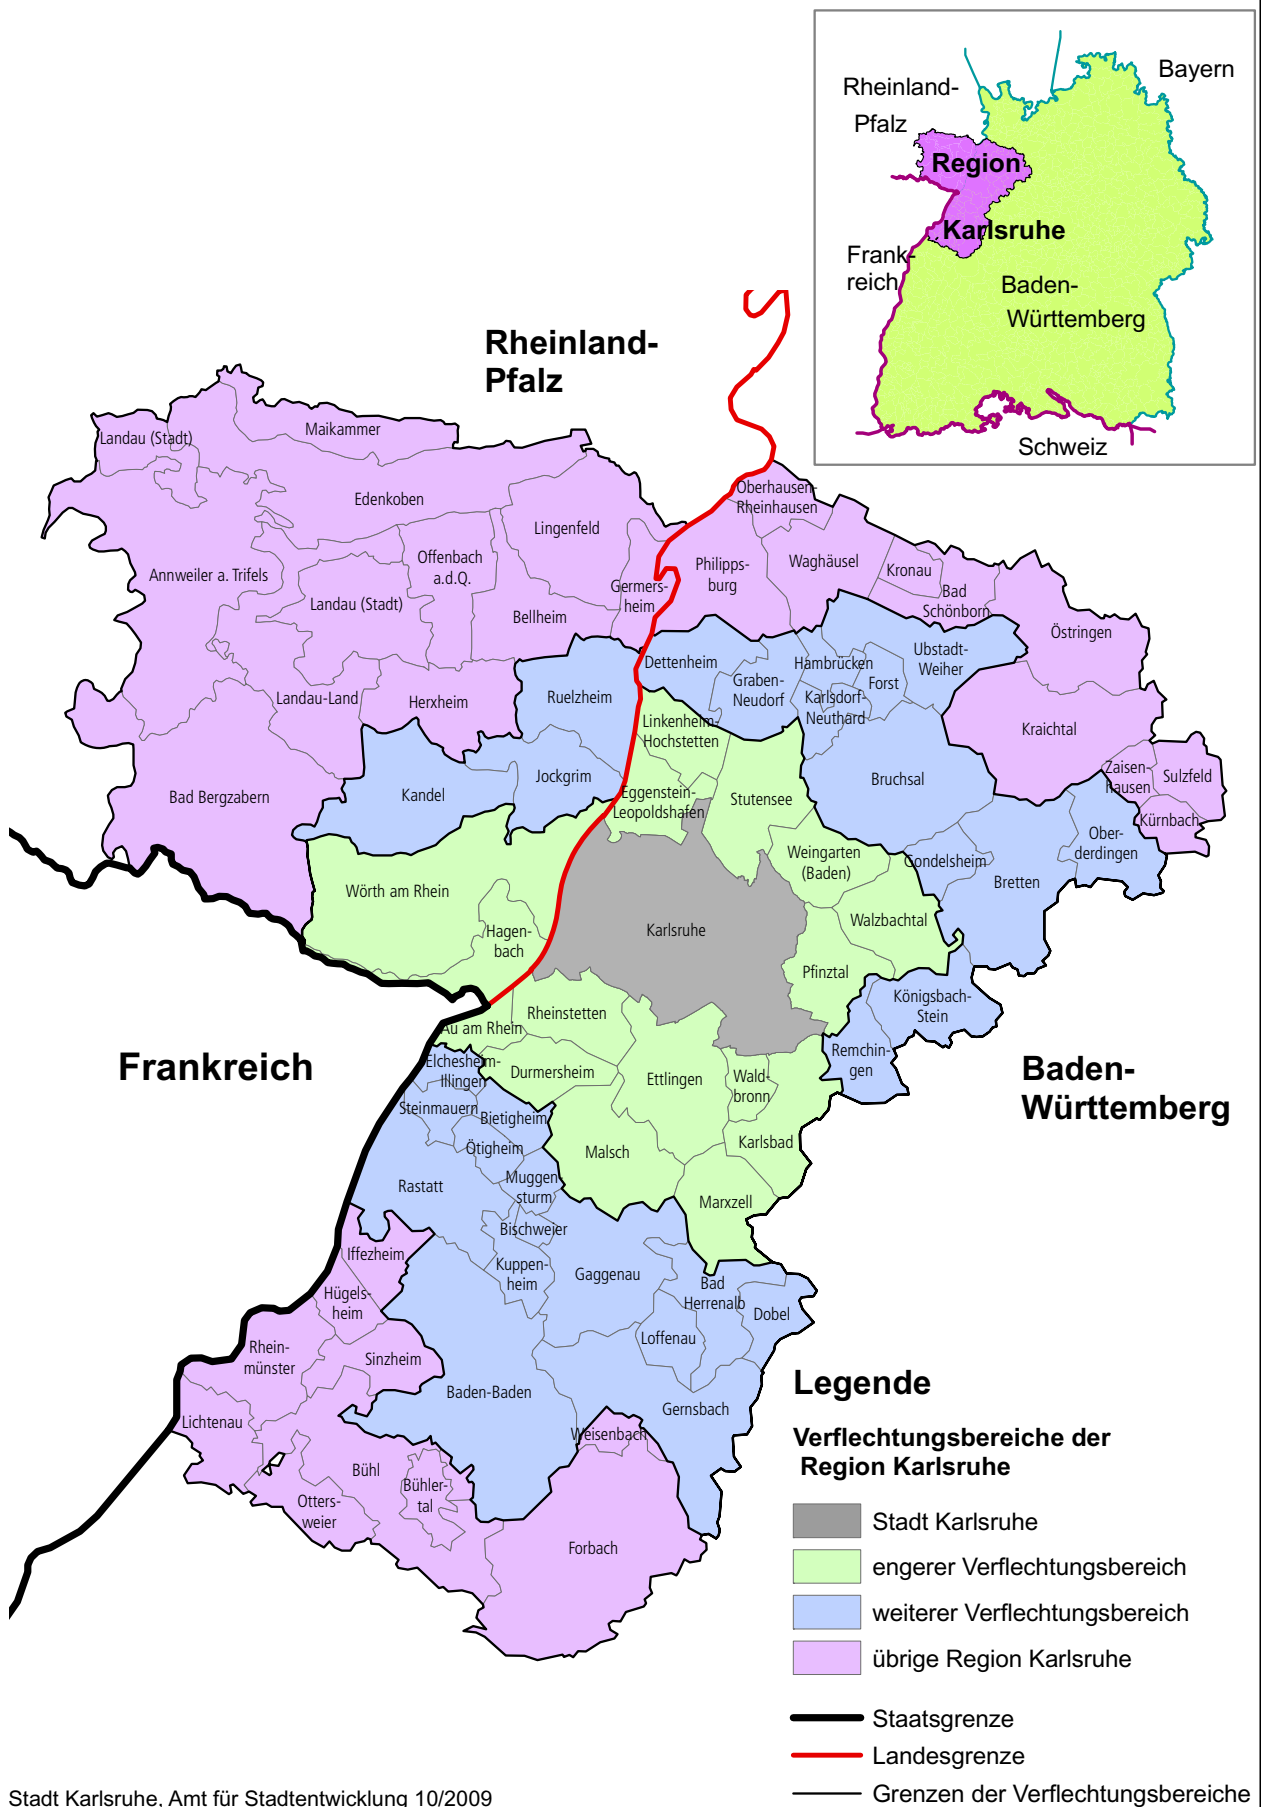 Rheinland-
Pfalz
Bayern
Region
Karlsruhe
Frank-
reich
Baden-
Württemberg
Schweiz
Rheinland-
Pfalz
Landau (Stadt)
Maikammer
Edenkoben
Lingenfeld
Oberhausen-
Rheinhausen
Annweiler a. Trifels
Offenbach
a.d.Q.
Landau (Stadt)
Bellheim
Germers-
heim
Philipps-
burg
Waghäusel
Kronau
Bad
Schönborn
Östringen
Landau-Land
Herxheim
Ruelzheim
Dettenheim
Graben-
Neudorf
Hambrücken
Karlsdorf-
Neuthard
Forst
Ubstadt-
Weiher
Kraichtal
Linkenheim-
Hochstetten
Bad Bergzabern
Kandel
Jockgrim
Eggenstein-
Leopoldshafen
Stutensee
Bruchsal
Zaisen-
hausen
Sulzfeld
Kürnbach
Ober-
derdingen
Weingarten
(Baden)
Gondelsheim
Bretten
Wörth am Rhein
Hagen-
bach
Karlsruhe
Walzbachtal
Pfinztal
Königsbach-
Stein
Remchin-
gen
Rheinstetten
Au am Rhein
Frankreich
Baden-
Württemberg
Elchesheim-
Illingen
Durmersheim
Ettlingen
Wald-
bronn
Steinmauern
Bietigheim
Ötigheim
Malsch
Karlsbad
Rastatt
Muggen-
sturm
Marxzell
Bischweier
Iffezheim
Kuppen-
heim
Gaggenau
Bad
Herrenalb
Dobel
Hügels-
heim
Loffenau
Rhein-
münster
Sinzheim
Baden-Baden
Gernsbach
Lichtenau
Weisenbach
Bühl
Bühler-
tal
Otters-
weier
Forbach
Legende
Verflechtungsbereiche der
Region Karlsruhe
Stadt Karlsruhe
engerer Verflechtungsbereich
weiterer Verflechtungsbereich
übrige Region Karlsruhe
Staatsgrenze
Landesgrenze
Grenzen der Verflechtungsbereiche
Stadt Karlsruhe, Amt für Stadtentwicklung 10/2009